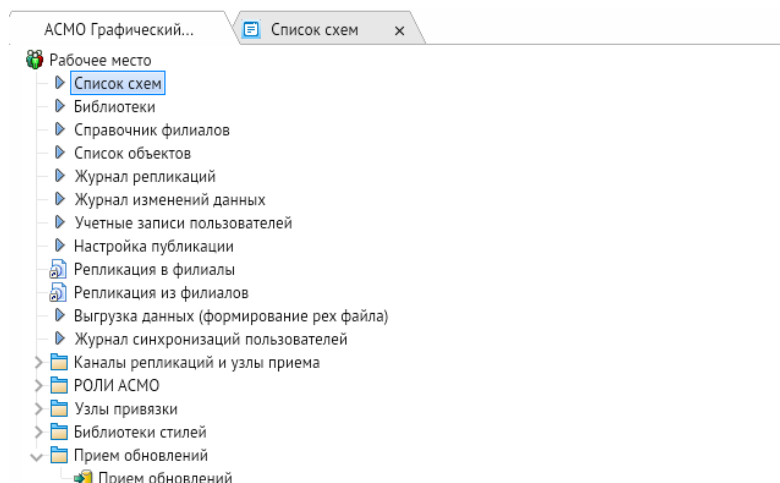 АСМО Графический... Список схем x
Рабочее место
Список схем
Библиотеки
Справочник филиалов
Список объектов
Журнал репликаций
Журнал изменений данных
Учетные записи пользователей
Настройка публикации
Репликация в филиалы
Репликация из филиалов
Выгрузка данных (формирование рех файла)
Журнал синхронизаций пользователей
Каналы репликаций и узлы приема
РОЛИ АСМО
Узлы привязки
Библиотеки стилей
Прием обновлений
Прием обновлений